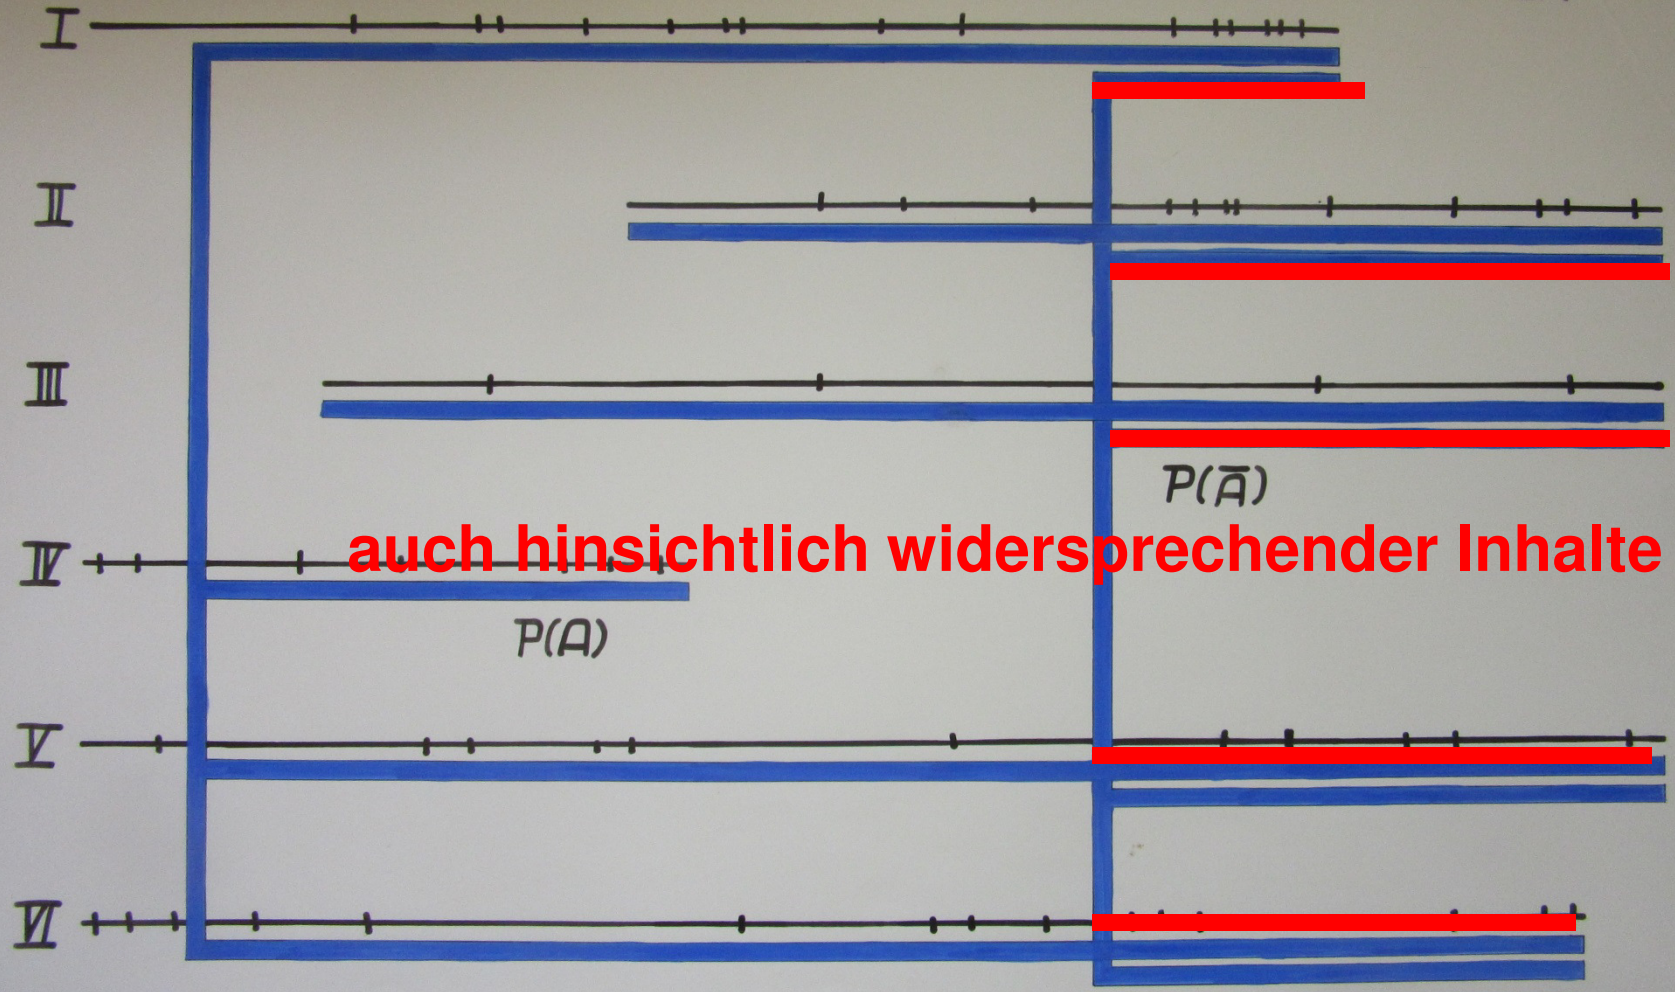 I
II
III
P(Ā)
auch hinsichtlich widersprechender Inhalte
IV
P(A)
V
VI